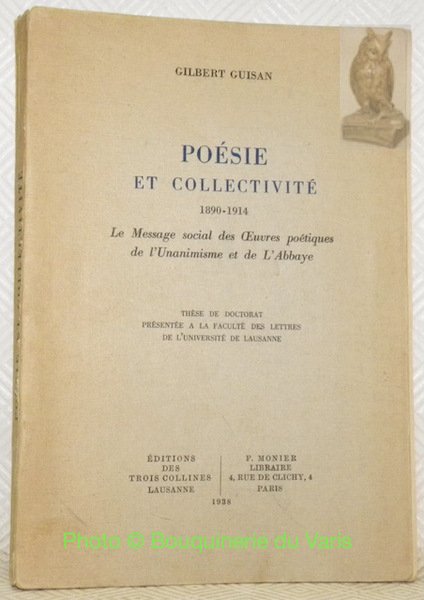 GILBERT GUISAN
POÉSIE
ET COLLECTIVITÉ
1890-1914
Le Message social des Œuvres poétiques
de l'Unanimisme et de L'Abbaye
THÈSE DE DOCTORAT
PRÉSENTÉE A LA FACULTÉ DES LETTRES
DE L'UNIVERSITÉ DE LAUSANNE
ÉDITIONS
DES
TROIS COLLINES
LAUSANNE
P. MONIER
LIBRAIRE
4, RUE DE CLICHY, 4
PARIS
1938
Photo © Bouquinerie du Varis